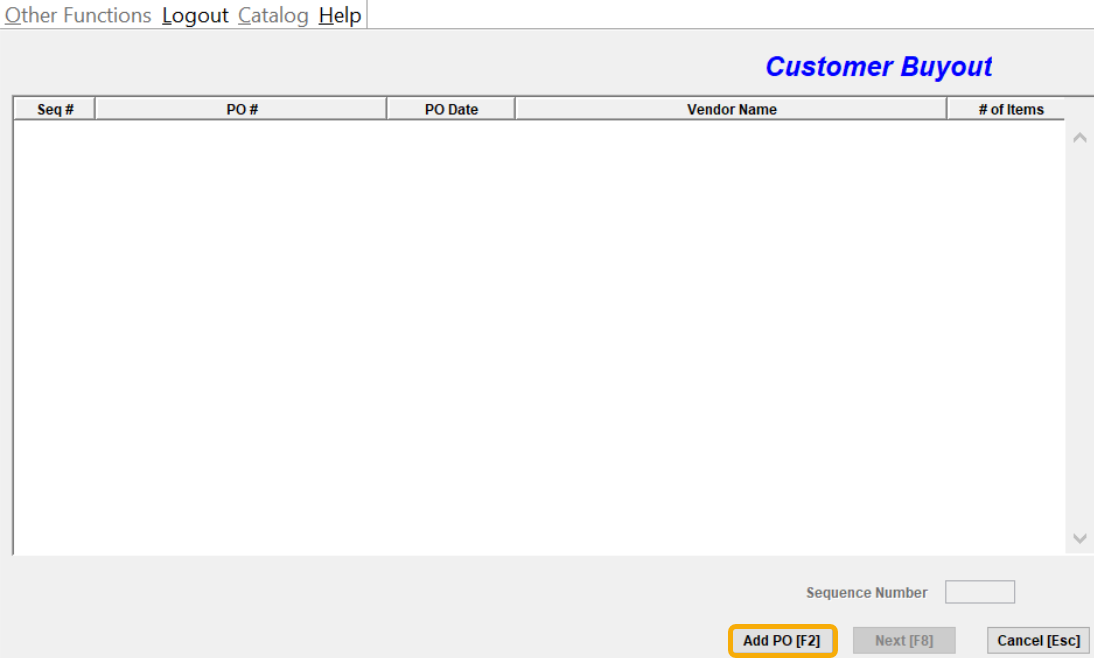 Other Functions Logout Catalog Help
Customer Buyout
Seq # PO # PO Date Vendor Name # of Items
Sequence Number
Add PO [F2] Next [F8] Cancel [Esc]